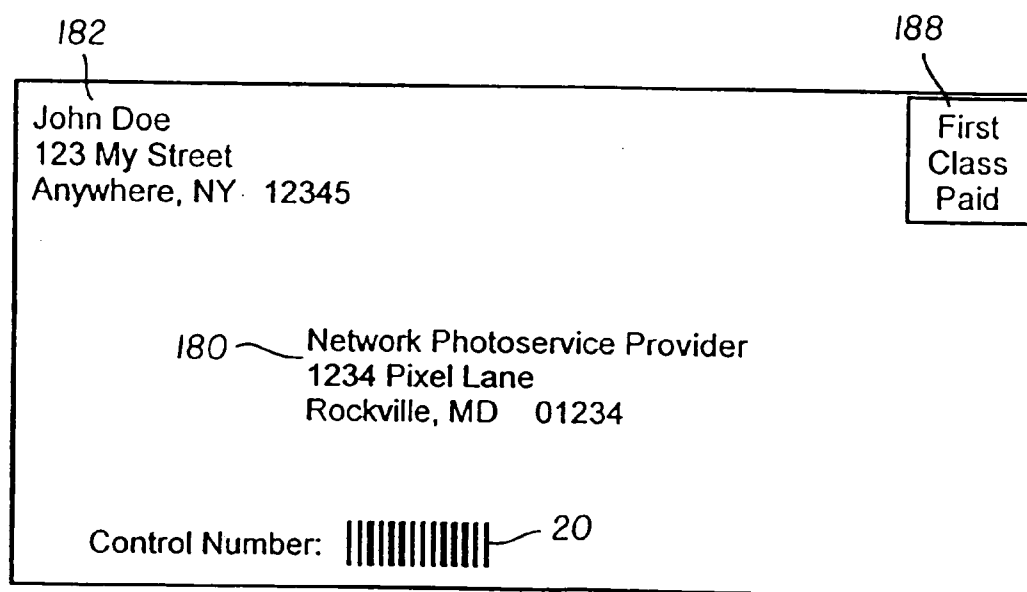 182
188
John Doe
123 My Street
Anywhere, NY 12345
First
Class
Paid
180
Network Photoservice Provider
1234 Pixel Lane
Rockville, MD 01234
Control Number:
20